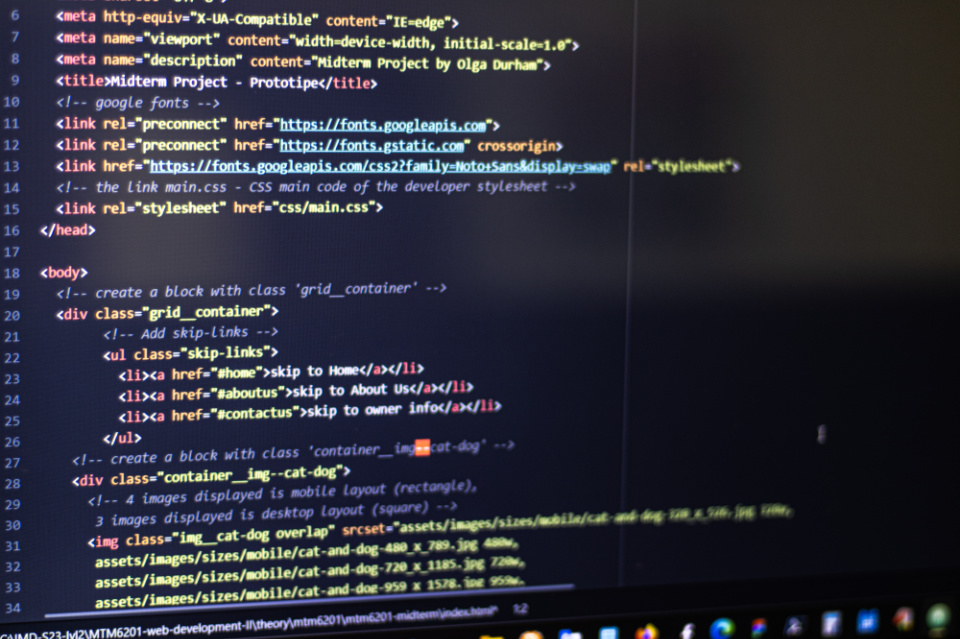 6 <meta http-equiv="X-UA-Compatible" content="IE=edge">
7 <meta name="viewport" content="width=device-width, initial-scale=1.0">
8 <meta name="description" content="Midterm Project by Olga Durham">
9 <title>Midterm Project - Prototipe</title>
10 <!-- google fonts -->
11 <link rel="preconnect" href="https://fonts.googleapis.com">
12 <link rel="preconnect" href="https://fonts.gstatic.com" crossorigin>
13 <link href="https://fonts.googleapis.com/css2?family=Noto+Sans&display=swap" rel="stylesheet">
14 <!-- the link main.css - CSS main code of the developer stylesheet -->
15 <link rel="stylesheet" href="css/main.css">
16 </head>
17
18 <body>
19 <!-- create a block with class 'grid__container' -->
20 <div class="grid__container">
21 <!-- Add skip-links -->
22 <ul class="skip-links">
23 <li><a href="#home">skip to Home</a></li>
24 <li><a href="#aboutus">skip to About Us</a></li>
25 <li><a href="#contactus">skip to owner info</a></li>
26 </ul>
27 <!-- create a block with class 'container__img--cat-dog' -->
28 <div class="container__img--cat-dog">
29 <!-- 4 images displayed is mobile layout (rectangle),
30 3 images displayed is desktop layout (square) -->
31 <img class="img__cat-dog overlap" srcset="assets/images/sizes/mobile/cat-and-dog-320_x_526.jpg 320w,
32 assets/images/sizes/mobile/cat-and-dog-480_x_789.jpg 480w,
33 assets/images/sizes/mobile/cat-and-dog-720_x_1185.jpg 720w,
34 assets/images/sizes/mobile/cat-and-dog-959 x 1578.jpg 959w,
\MTM6201-web-development-II\theory\mtm6201\mtm6201-midterm\index.html* 1:2